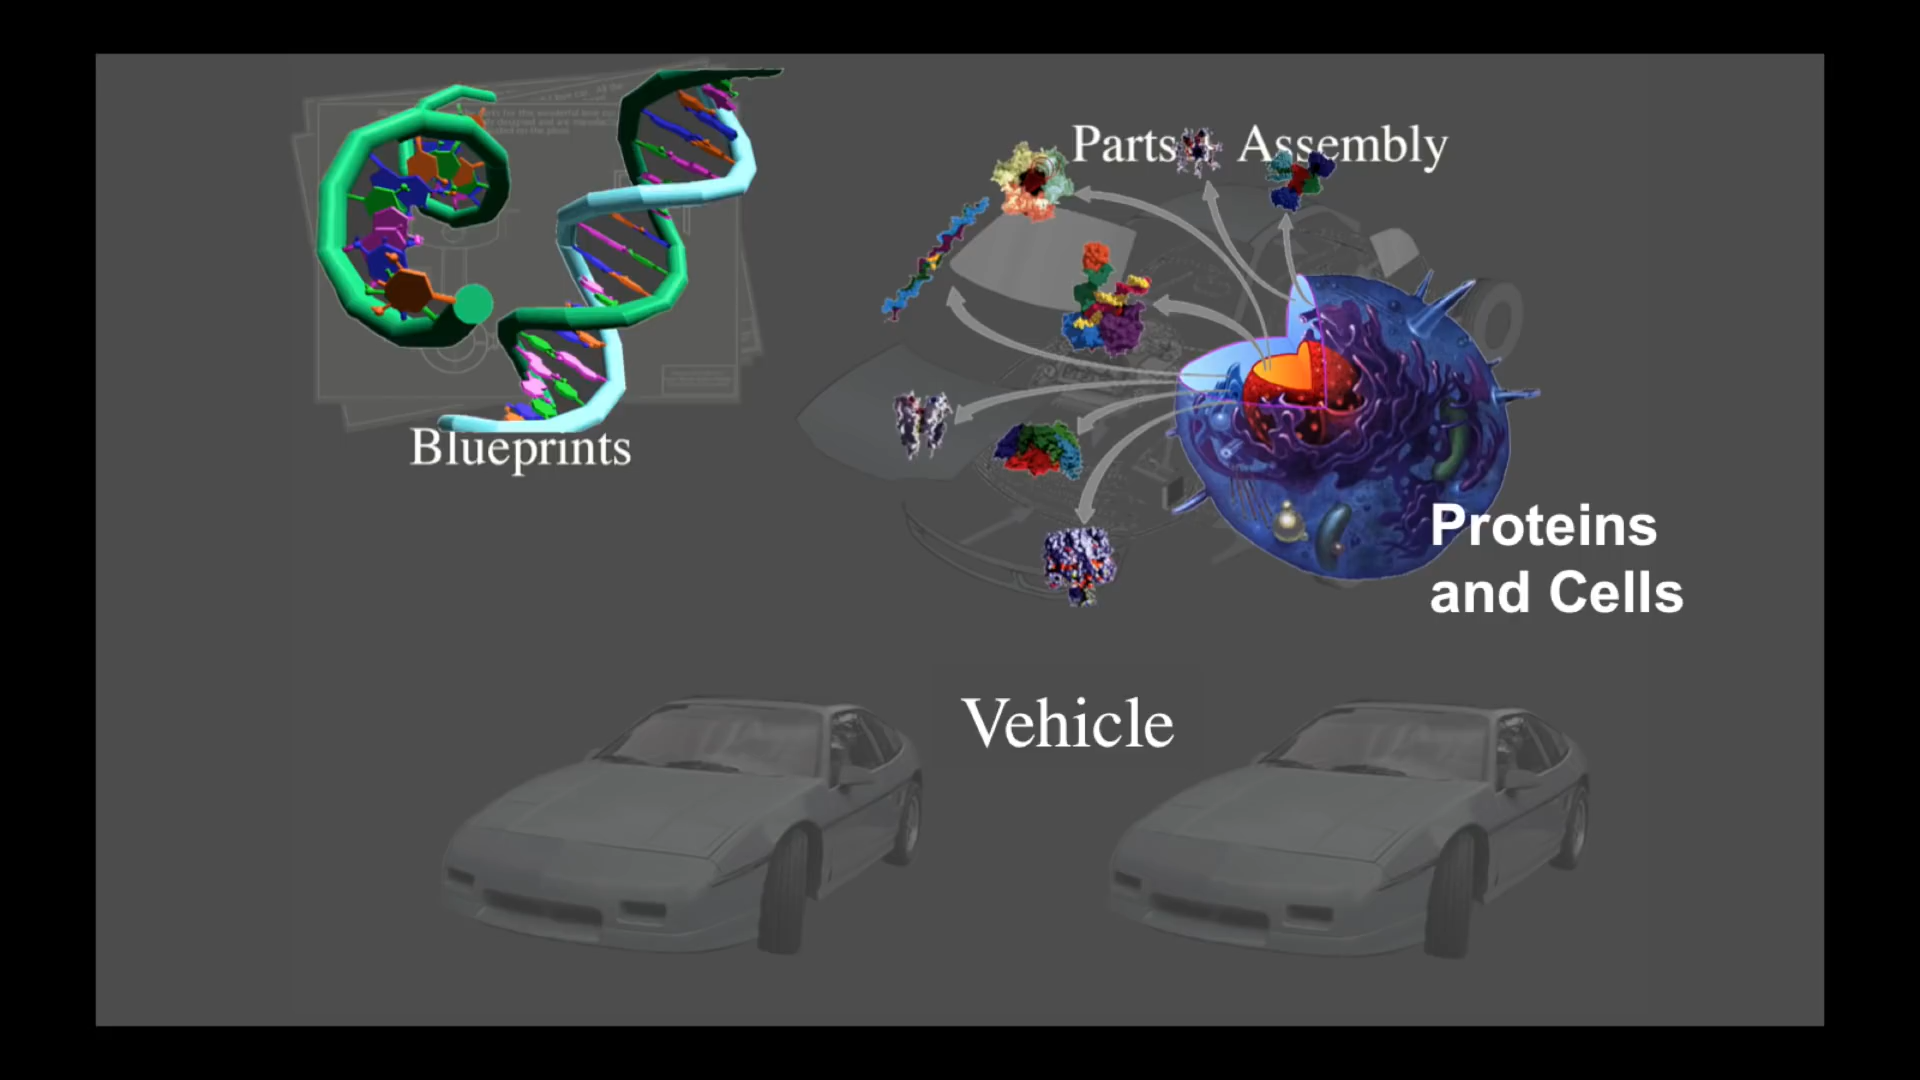 Parts & Assembly
Blueprints
Proteins
and Cells
Vehicle